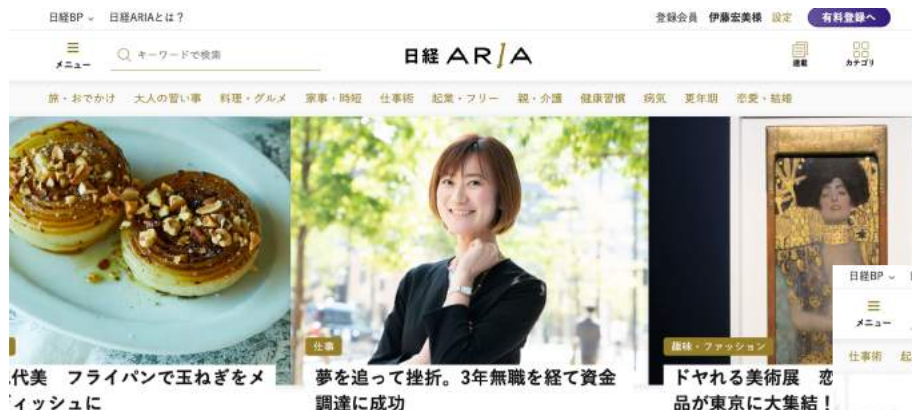 日経BP 日経ARIAとは？ 登録会員 伊藤宏美様 設定 有料登録へ
メニュー キーワードで検索 日経ARIA 連載 カテゴリ
旅・おでかけ 大人の習い事 料理・グルメ 家事・時短 仕事術 起業・フリー 親・介護 健康習慣 病気 更年期 恋愛・結婚
仕事
趣味・ファッション
代美 フライパンで玉ねぎをメ
ィッシュに
夢を追って挫折。3年無職を経て資金
調達に成功
ドヤれる美術展 恋
品が東京に大集結！
日経BP
メニュー
仕事術 起